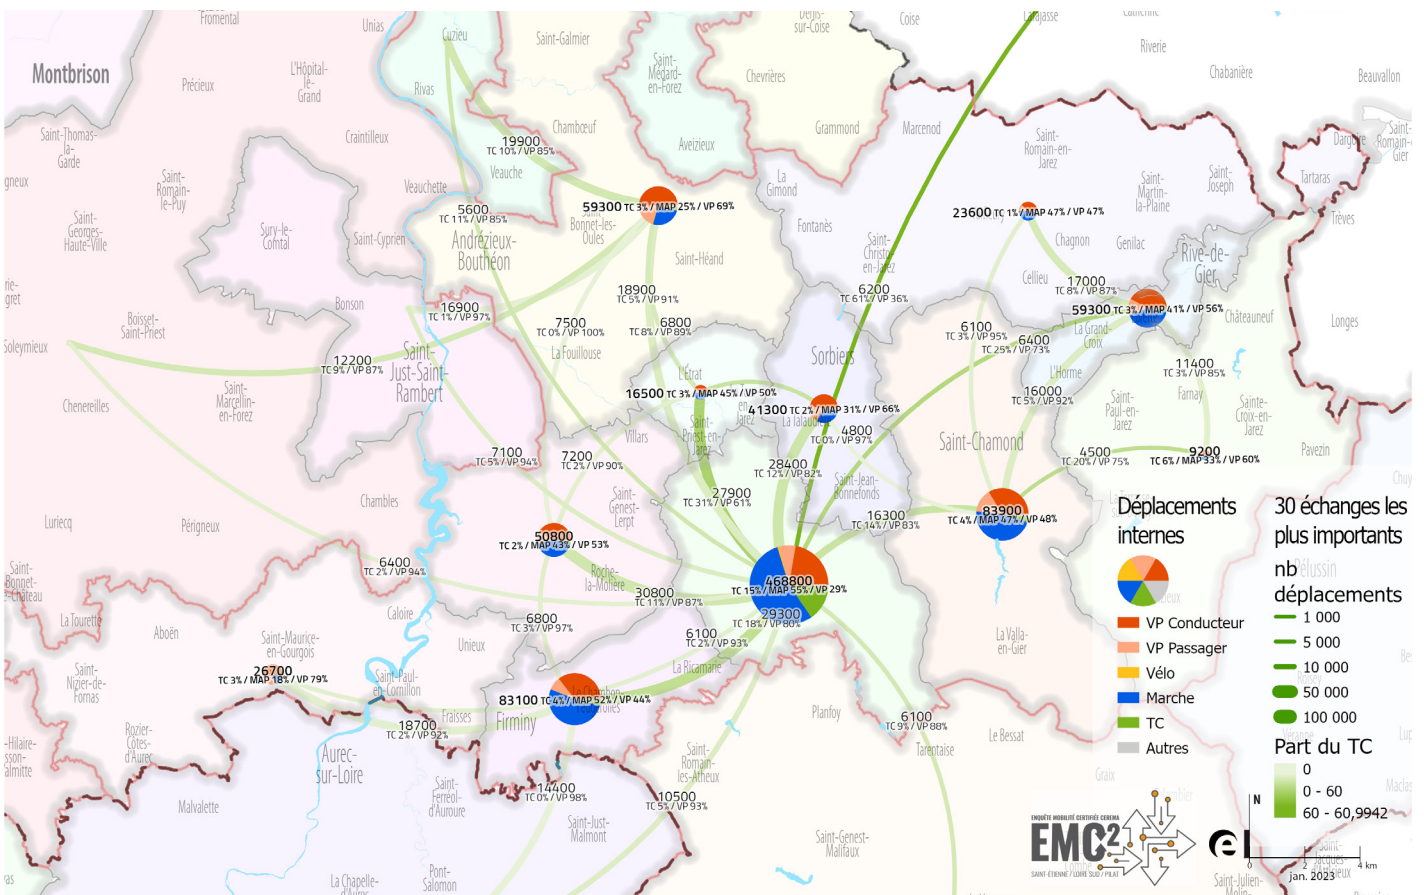 Fromental
Unias
Cuzieu
Saint-Galmier
Saint-
Médard-
en-Forez
sur-Coise
Coise
Larajasse
Riverie
Chabanière
Beauvallon
Montbrison
Précieux
L'Hôpital-
le-
Grand
Rivas
Chevrières
Chambœuf
Grammond
Marcenod
Saint-Thomas-
la-
Garde
Craintilleux
Aveizieux
19900
TC 10% / VP 85%
Veauche
Saint-
Romain-en-
Jarez
Dargoire
Tartaras
Saint-
Romain-
le-Puy
Veauchette
La
Gimond
Saint-
Martin-
la-Plaine
Saint-
Joseph
Trèves
Saint-
Georges-
Haute-Ville
Sury-le-
Comtal
Saint-Cyprien
5600
TC 11% / VP 85%
Andrézieux-
Bouthéon
59300 TC 3% / MAP 25% / VP 69%
Saint-
Bonnet-les-
Oules
Fontanès
23600 TC 1% / MAP 47% / VP 47%
Chagnon
Genilac
Rive-de-
Gier
Saint-Héand
Saint-
Christo-
en-Jarez
Cellieu
17000
TC 8% / VP 87%
Bonson
16900
TC 1% / VP 97%
18900
TC 5% / VP 91%
6200
TC 61% / VP 36%
59300 TC 3% / MAP 41% / VP 56%
Châteauneuf
Longes
Boisset-
Saint-Priest
Soleymieux
7500
TC 0% / VP 100%
La Fouillouse
6800
TC 8% / VP 89%
6100
TC 3% / VP 95%
6400
TC 25% / VP 73%
La Grand-
Croix
12200
TC 9% / VP 87%
Saint-
Just-Saint-
Rambert
Sorbiers
L'Étrat
L'Horme
11400
TC 3% / VP 85%
Farnay
Saint-
Marcellin-
en-Forez
Chenereilles
16500 TC 3% / MAP 45% / VP 50%
41300 TC 2% / MAP 31% / VP 66%
16000
TC 5% / VP 92%
Saint-
Paul-en-
Jarez
Sainte-
Croix-en-
Jarez
Villars
Saint-
Priest-en-
Jarez
4800
TC 0% / VP 97%
Saint-Chamond
Pavezin
7100
TC 5% / VP 94%
7200
TC 2% / VP 90%
28400
TC 12% / VP 82%
4500
TC 20% / VP 75%
9200
TC 6% / MAP 33% / VP 60%
Saint-Jean-
Bonnefonds
Chambles
Saint-
Genest-
Lerpt
27900
TC 31% / VP 61%
16300
TC 14% / VP 83%
83900
TC 4% / MAP 47% / VP 48%
Luriecq
Périgneux
50800
TC 2% / MAP 43% / VP 53%
6400
TC 2% / VP 94%
Roche-
la-Molière
468800
TC 15% / MAP 55% / VP 29%
30800
TC 11% / VP 87%
29300
TC 18% / VP 80%
Saint-
Bonnet-
le-Château
La Tourette
Aboën
Caloire
6800
TC 3% / VP 97%
6100
TC 2% / VP 93%
Saint-Maurice-
en-Gourgois
Unieux
La Ricamarie
La Valla-
en-Gier
26700
TC 3% / MAP 18% / VP 79%
Saint-
Nizier-de-
Fornas
Saint-Paul-
en-Cornillon
83100 TC 4% / MAP 52% / VP 44%
Firminy
Fraisses
18700
TC 2% / VP 92%
Planfoy
6100
TC 9% / VP 88%
Tarentaise
Le Bessat
Rozier-
Côtes-
d'Aurec
Aurec-
sur-Loire
Saint-
Romain-
les-Atheux
Malvalette
Saint-
Ferréol-
d'Auroure
14400
TC 0% / VP 98%
10500
TC 5% / VP 93%
Saint-Just-
Malmont
Saint-Genest-
Malifaux
Graix
La Chapelle-
d'Aurec
Pont-
Salomon
Déplacements
internes
VP Conducteur
VP Passager
Vélo
Marche
TC
Autres
30 échanges les
plus importants
nb
déplacements
1 000
5 000
10 000
50 000
100 000
Part du TC
0
0 - 60
60 - 60,9942
ENQUÊTE MOBILITÉ CERTIFIÉE CEREMA
EMC²
SAINT-ÉTIENNE / LOIRE SUD / PILAT
N
0 2 4 km
jan. 2023